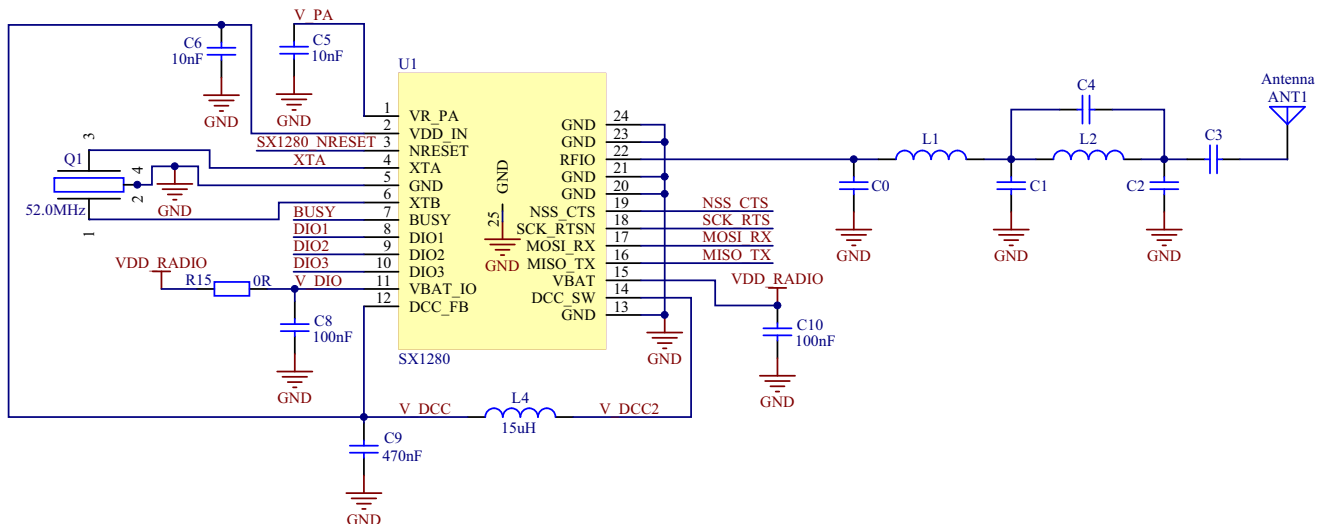 V_PA
C6
10nF
C5
10nF
GND
GND
U1
1
VR_PA
2
VDD_IN
SX1280_NRESET
3
NRESET
XTA
4
XTA
5
GND
6
XTB
BUSY
7
BUSY
DIO1
8
DIO1
DIO2
9
DIO2
DIO3
10
DIO3
V_DIO
11
VBAT_IO
12
DCC_FB
GND
25
GND
24
GND
23
GND
22
RFIO
21
GND
20
GND
19
NSS_CTS
NSS_CTS
18
SCK_RTSN
SCK_RTS
17
MOSI_RX
MOSI_RX
16
MISO_TX
MISO_TX
15
VBAT
14
DCC_SW
13
GND
SX1280
Q1
3
4
2
1
52.0MHz
GND
VDD_RADIO
R15
0R
C8
100nF
GND
GND
VDD_RADIO
C10
100nF
GND
V_DCC
L4
15uH
V_DCC2
C9
470nF
GND
C0
GND
L1
C4
L2
C1
GND
C2
GND
C3
Antenna
ANT1